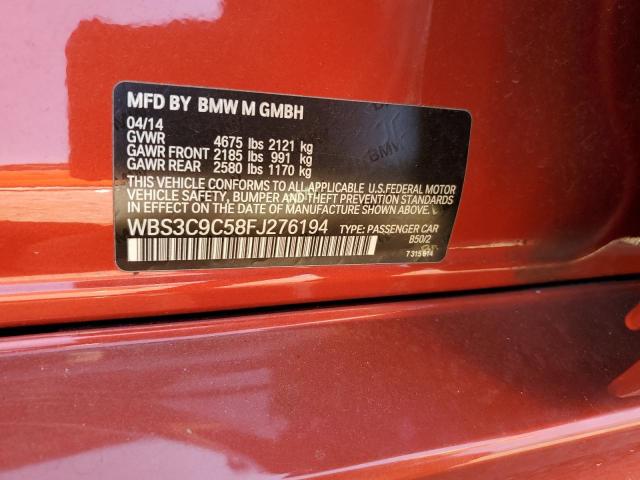 MFD BY BMW M GMBH
04/14
GVWR 4675 lbs 2121 kg
GAWR FRONT 2185 lbs 991 kg
GAWR REAR 2580 lbs 1170 kg
THIS VEHICLE CONFORMS TO ALL APPLICABLE U.S.FEDERAL MOTOR
VEHICLE SAFETY, BUMPER AND THEFT PREVENTION STANDARDS
IN EFFECT ON THE DATE OF MANUFACTURE SHOWN ABOVE.
WBS3C9C58FJ276194 TYPE: PASSENGER CAR
B50/2
7315614
BMW